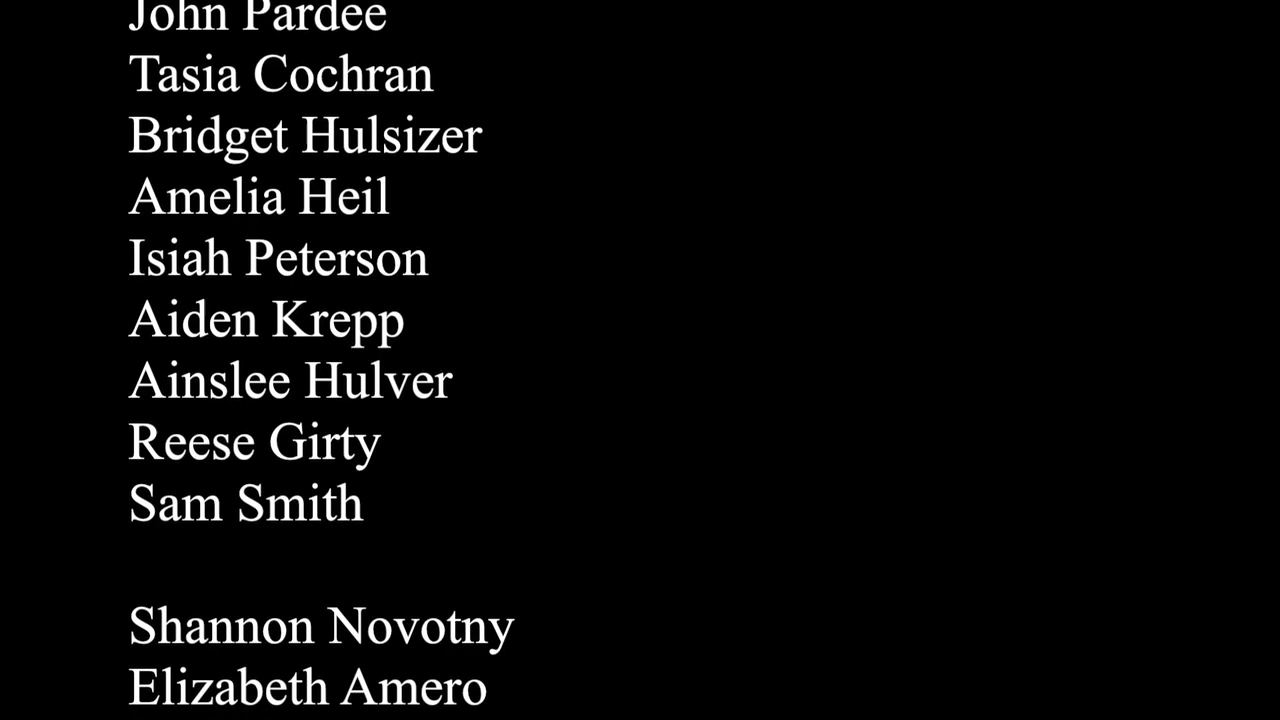 John Pardee
Tasia Cochran
Bridget Hulsizer
Amelia Heil
Isiah Peterson
Aiden Krepp
Ainslee Hulver
Reese Girty
Sam Smith
Shannon Novotny
Elizabeth Amero